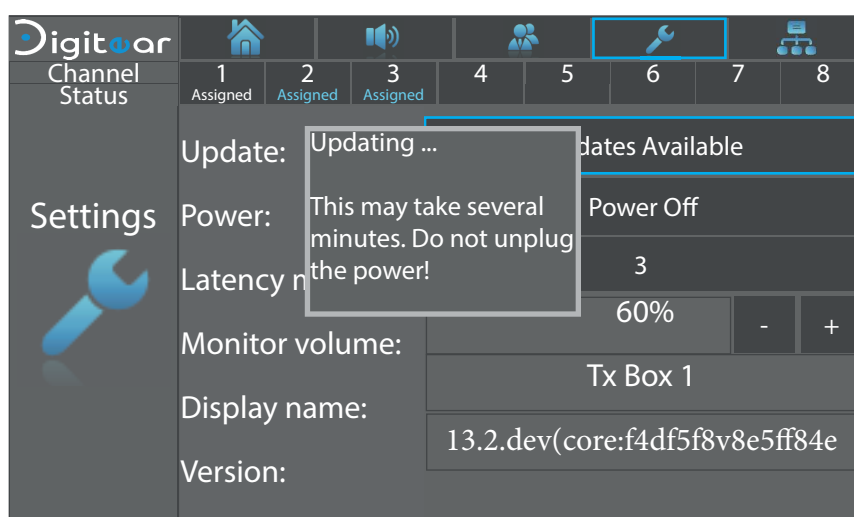 Digitear
Channel Status
1 2 3 4 5 6 7 8
Assigned Assigned Assigned
Settings
Update:
dates Available
Power:
Power Off
Latency
3
Monitor volume:
60% - +
Display name:
Tx Box 1
Version:
13.2.dev(core:f4df5f8v8e5ff84e
Updating ...
This may take several
minutes. Do not unplug
the power!